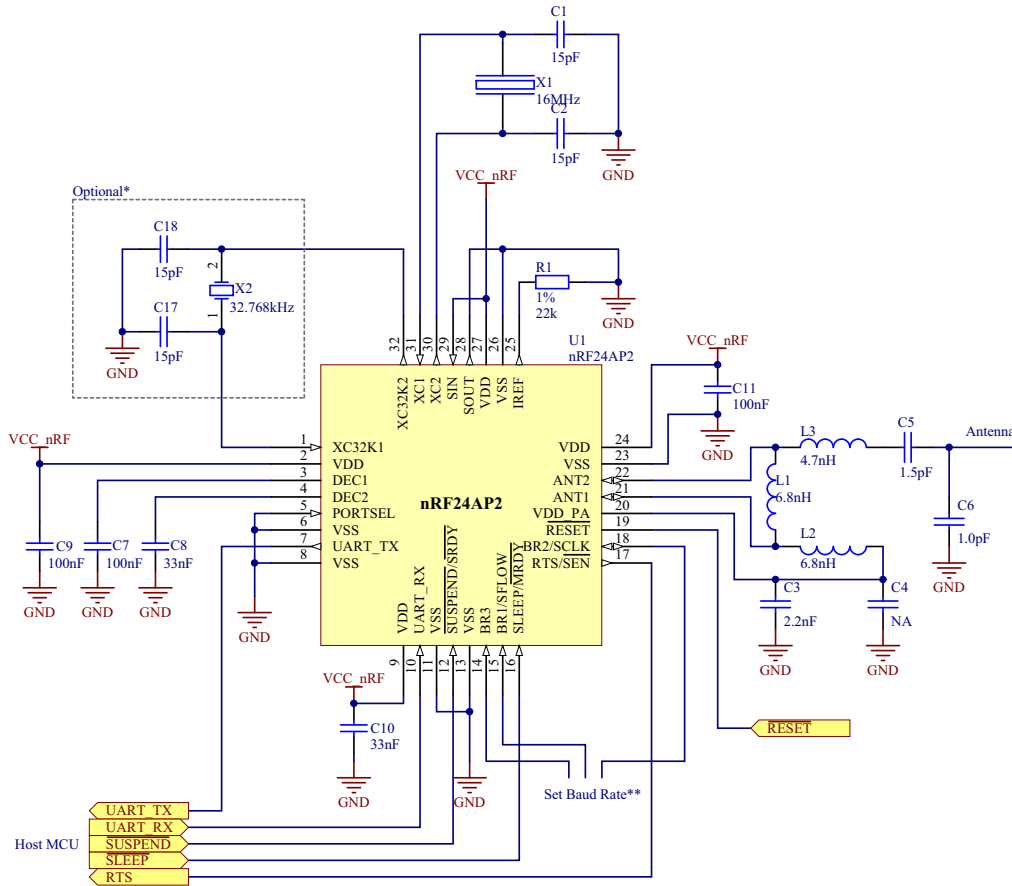 C1
15pF
X1
16MHz
C2
15pF
GND
VCC_nRF
Optional*
C18
15pF
2
X2
32.768kHz
C17
1
15pF
GND
R1
1%
22k
GND
U1
nRF24AP2
32
31
30
29
28
27
26
25
XC32K2
XC1
XC2
SIN
SOUT
VDD
VSS
IREF
VCC_nRF
C11
100nF
GND
VCC_nRF
1
2
3
4
5
6
7
8
XC32K1
VDD
DEC1
DEC2
PORTSEL
VSS
UART_TX
VSS
nRF24AP2
VDD
VSS
ANT2
ANT1
VDD_PA
RESET
BR2/SCLK
RTS/SEN
24
23
22
21
20
19
18
17
L3
4.7nH
C5
1.5pF
Antenna
L1
6.8nH
C6
1.0pF
GND
L2
6.8nH
C3
2.2nF
GND
C4
NA
GND
C9
100nF
GND
C7
100nF
GND
C8
33nF
GND
GND
VDD
UART_RX
VSS
SUSPEND/SRDY
VSS
BR3
BR1/SFLOW
SLEEP/MRDY
9
10
11
12
13
14
15
16
VCC_nRF
C10
33nF
GND
GND
RESET
Set Baud Rate**
Host MCU
UART_TX
UART_RX
SUSPEND
SLEEP
RTS